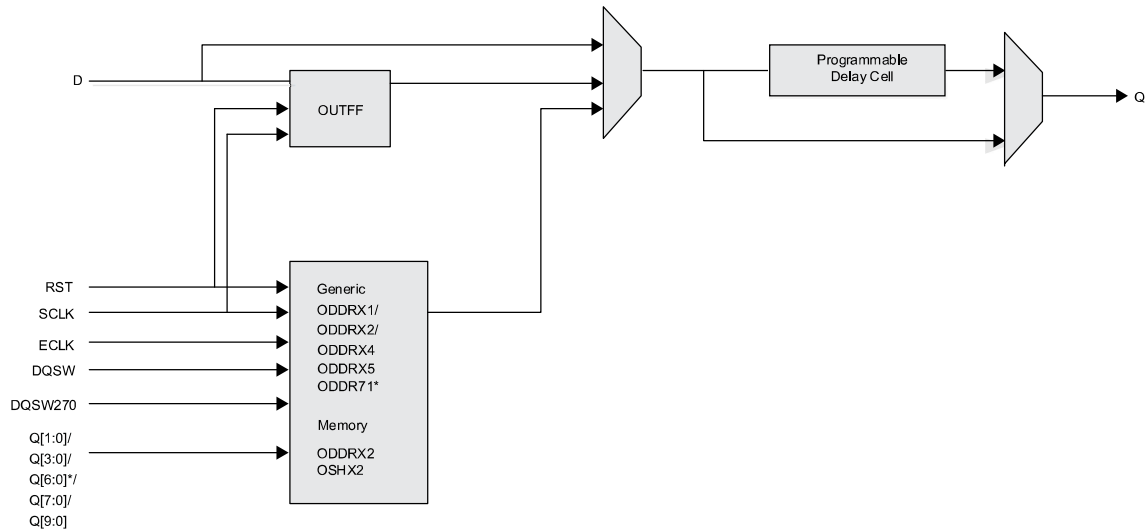 D
OUTFF
Programmable
Delay Cell
Q
RST
SCLK
ECLK
DQSW
DQSW270
Q[1:0]/
Q[3:0]/
Q[6:0]*/
Q[7:0]/
Q[9:0]
Generic
ODDRX1/
ODDRX2/
ODDRX4
ODDRX5
ODDR71*
Memory
ODDRX2
OSHX2